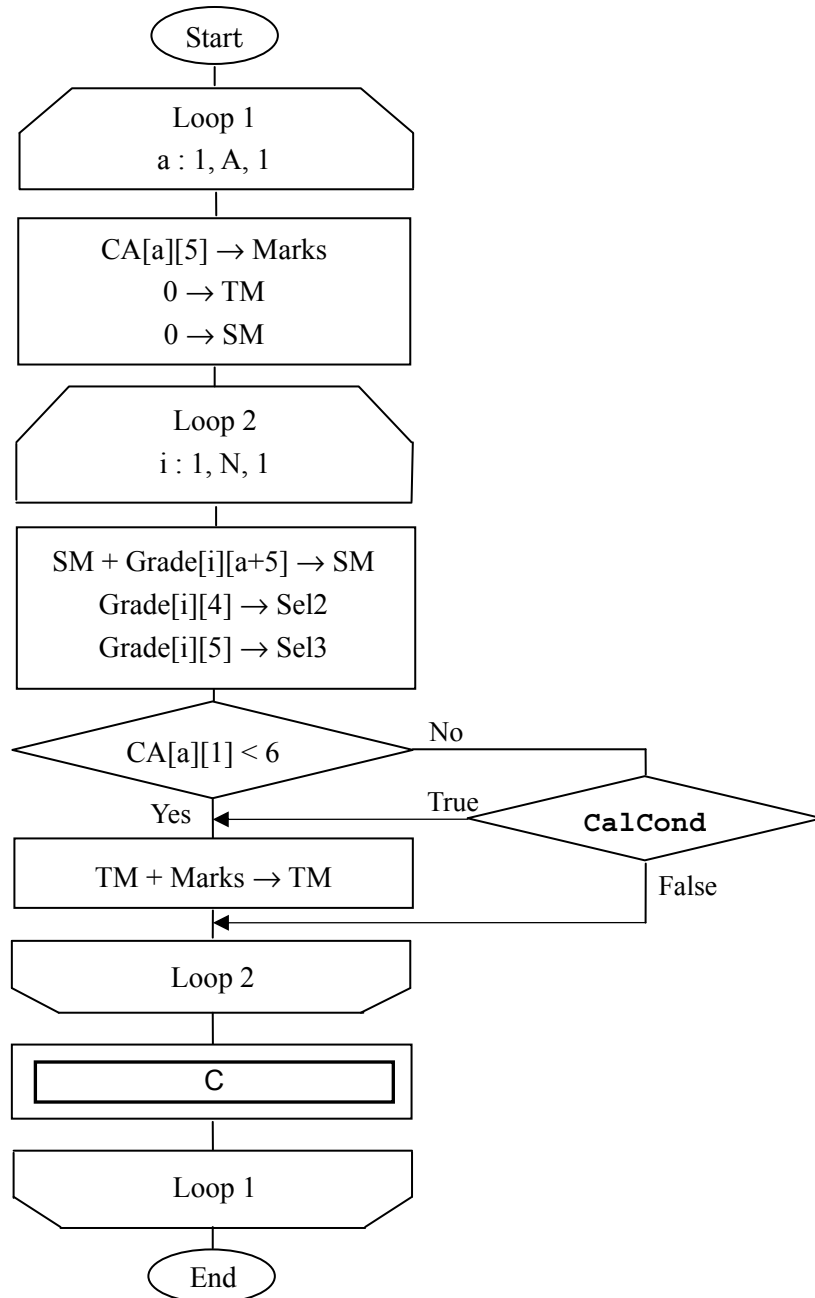 Start
Loop 1
a : 1, A, 1
CA[a][5] → Marks
0 → TM
0 → SM
Loop 2
i : 1, N, 1
SM + Grade[i][a+5] → SM
Grade[i][4] → Sel2
Grade[i][5] → Sel3
CA[a][1] < 6
No
Yes
True
CalCond
TM + Marks → TM
False
Loop 2
C
Loop 1
End